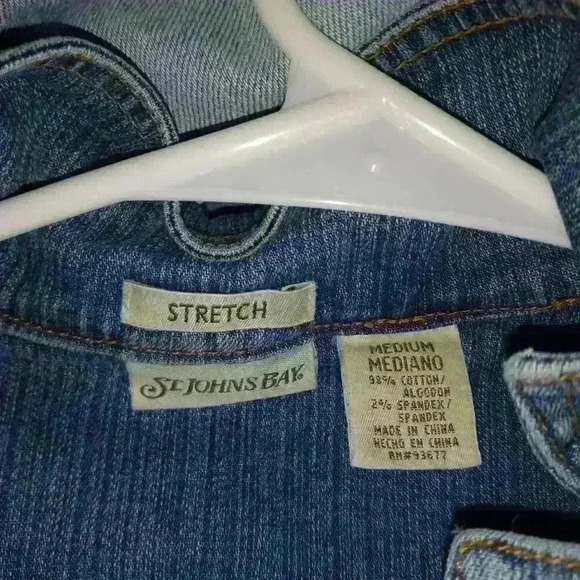 STRETCH
ST. JOHNS BAY.
MEDIUM
MEDIANO
98% COTTON/
ALGODON
2% SPANDEX/
SPANDEX
MADE IN CHINA
HECHO EN CHINA
RN#93677